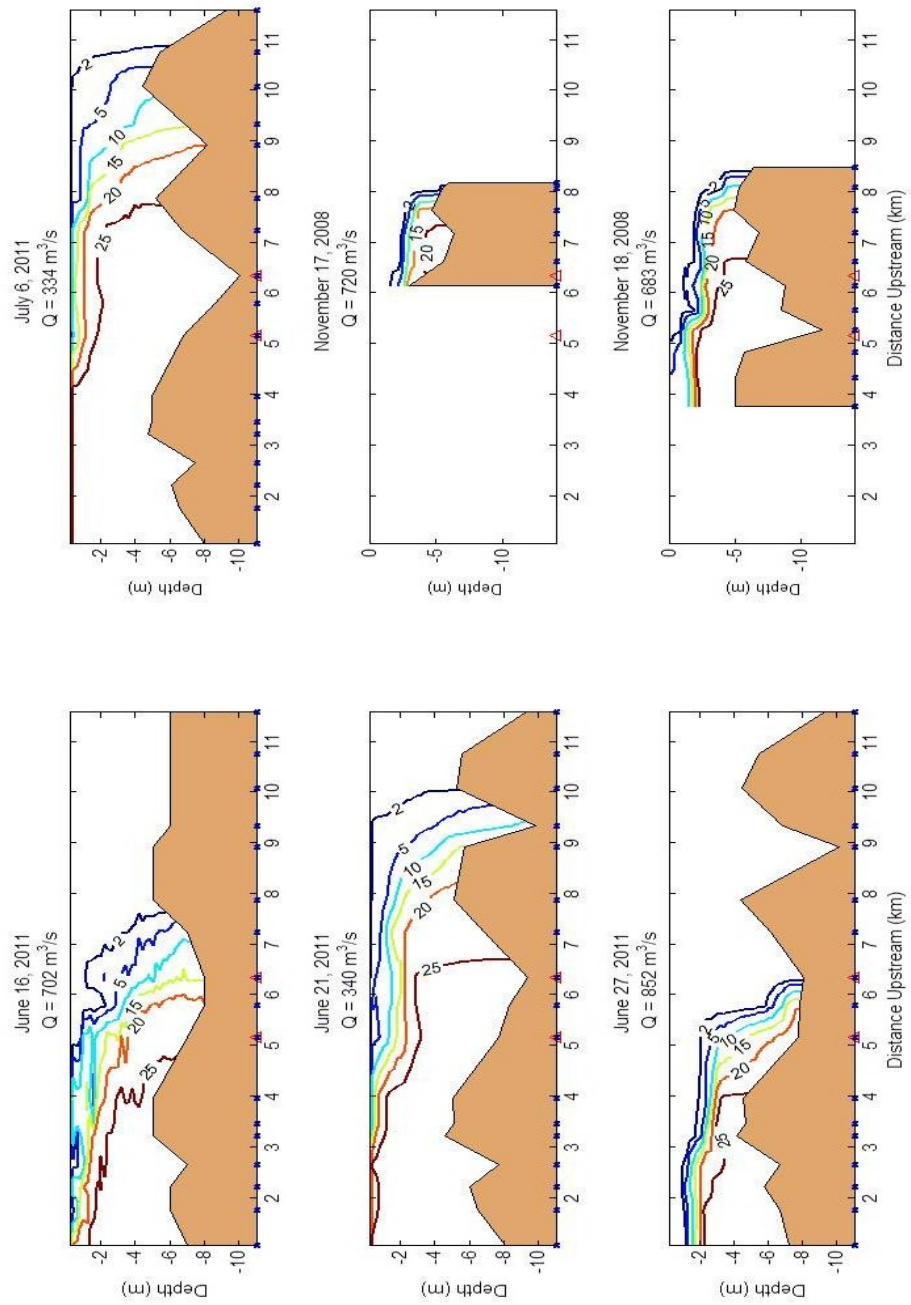 June 16, 2011
Q = 702 m³/s
Depth (m)
-2
-4
-6
-8
-10
2
5
15
20
25
2 3 4 5 6 7 8 9 10 11
June 21, 2011
Q = 340 m³/s
Depth (m)
-2
-4
-6
-8
-10
2
5
10
15
20
25
2 3 4 5 6 7 8 9 10 11
June 27, 2011
Q = 852 m³/s
Depth (m)
-2
-4
-6
-8
-10
2
5
10
15
20
25
2 3 4 5 6 7 8 9 10 11
Distance Upstream (km)
July 6, 2011
Q = 334 m³/s
Depth (m)
-2
-4
-6
-8
-10
2
5
10
15
20
25
2 3 4 5 6 7 8 9 10 11
November 17, 2008
Q = 720 m³/s
Depth (m)
0
-5
-10
2
15
20
2 3 4 5 6 7 8 9 10 11
November 18, 2008
Q = 683 m³/s
Depth (m)
0
-5
-10
2
5
10
15
20
25
2 3 4 5 6 7 8 9 10 11
Distance Upstream (km)